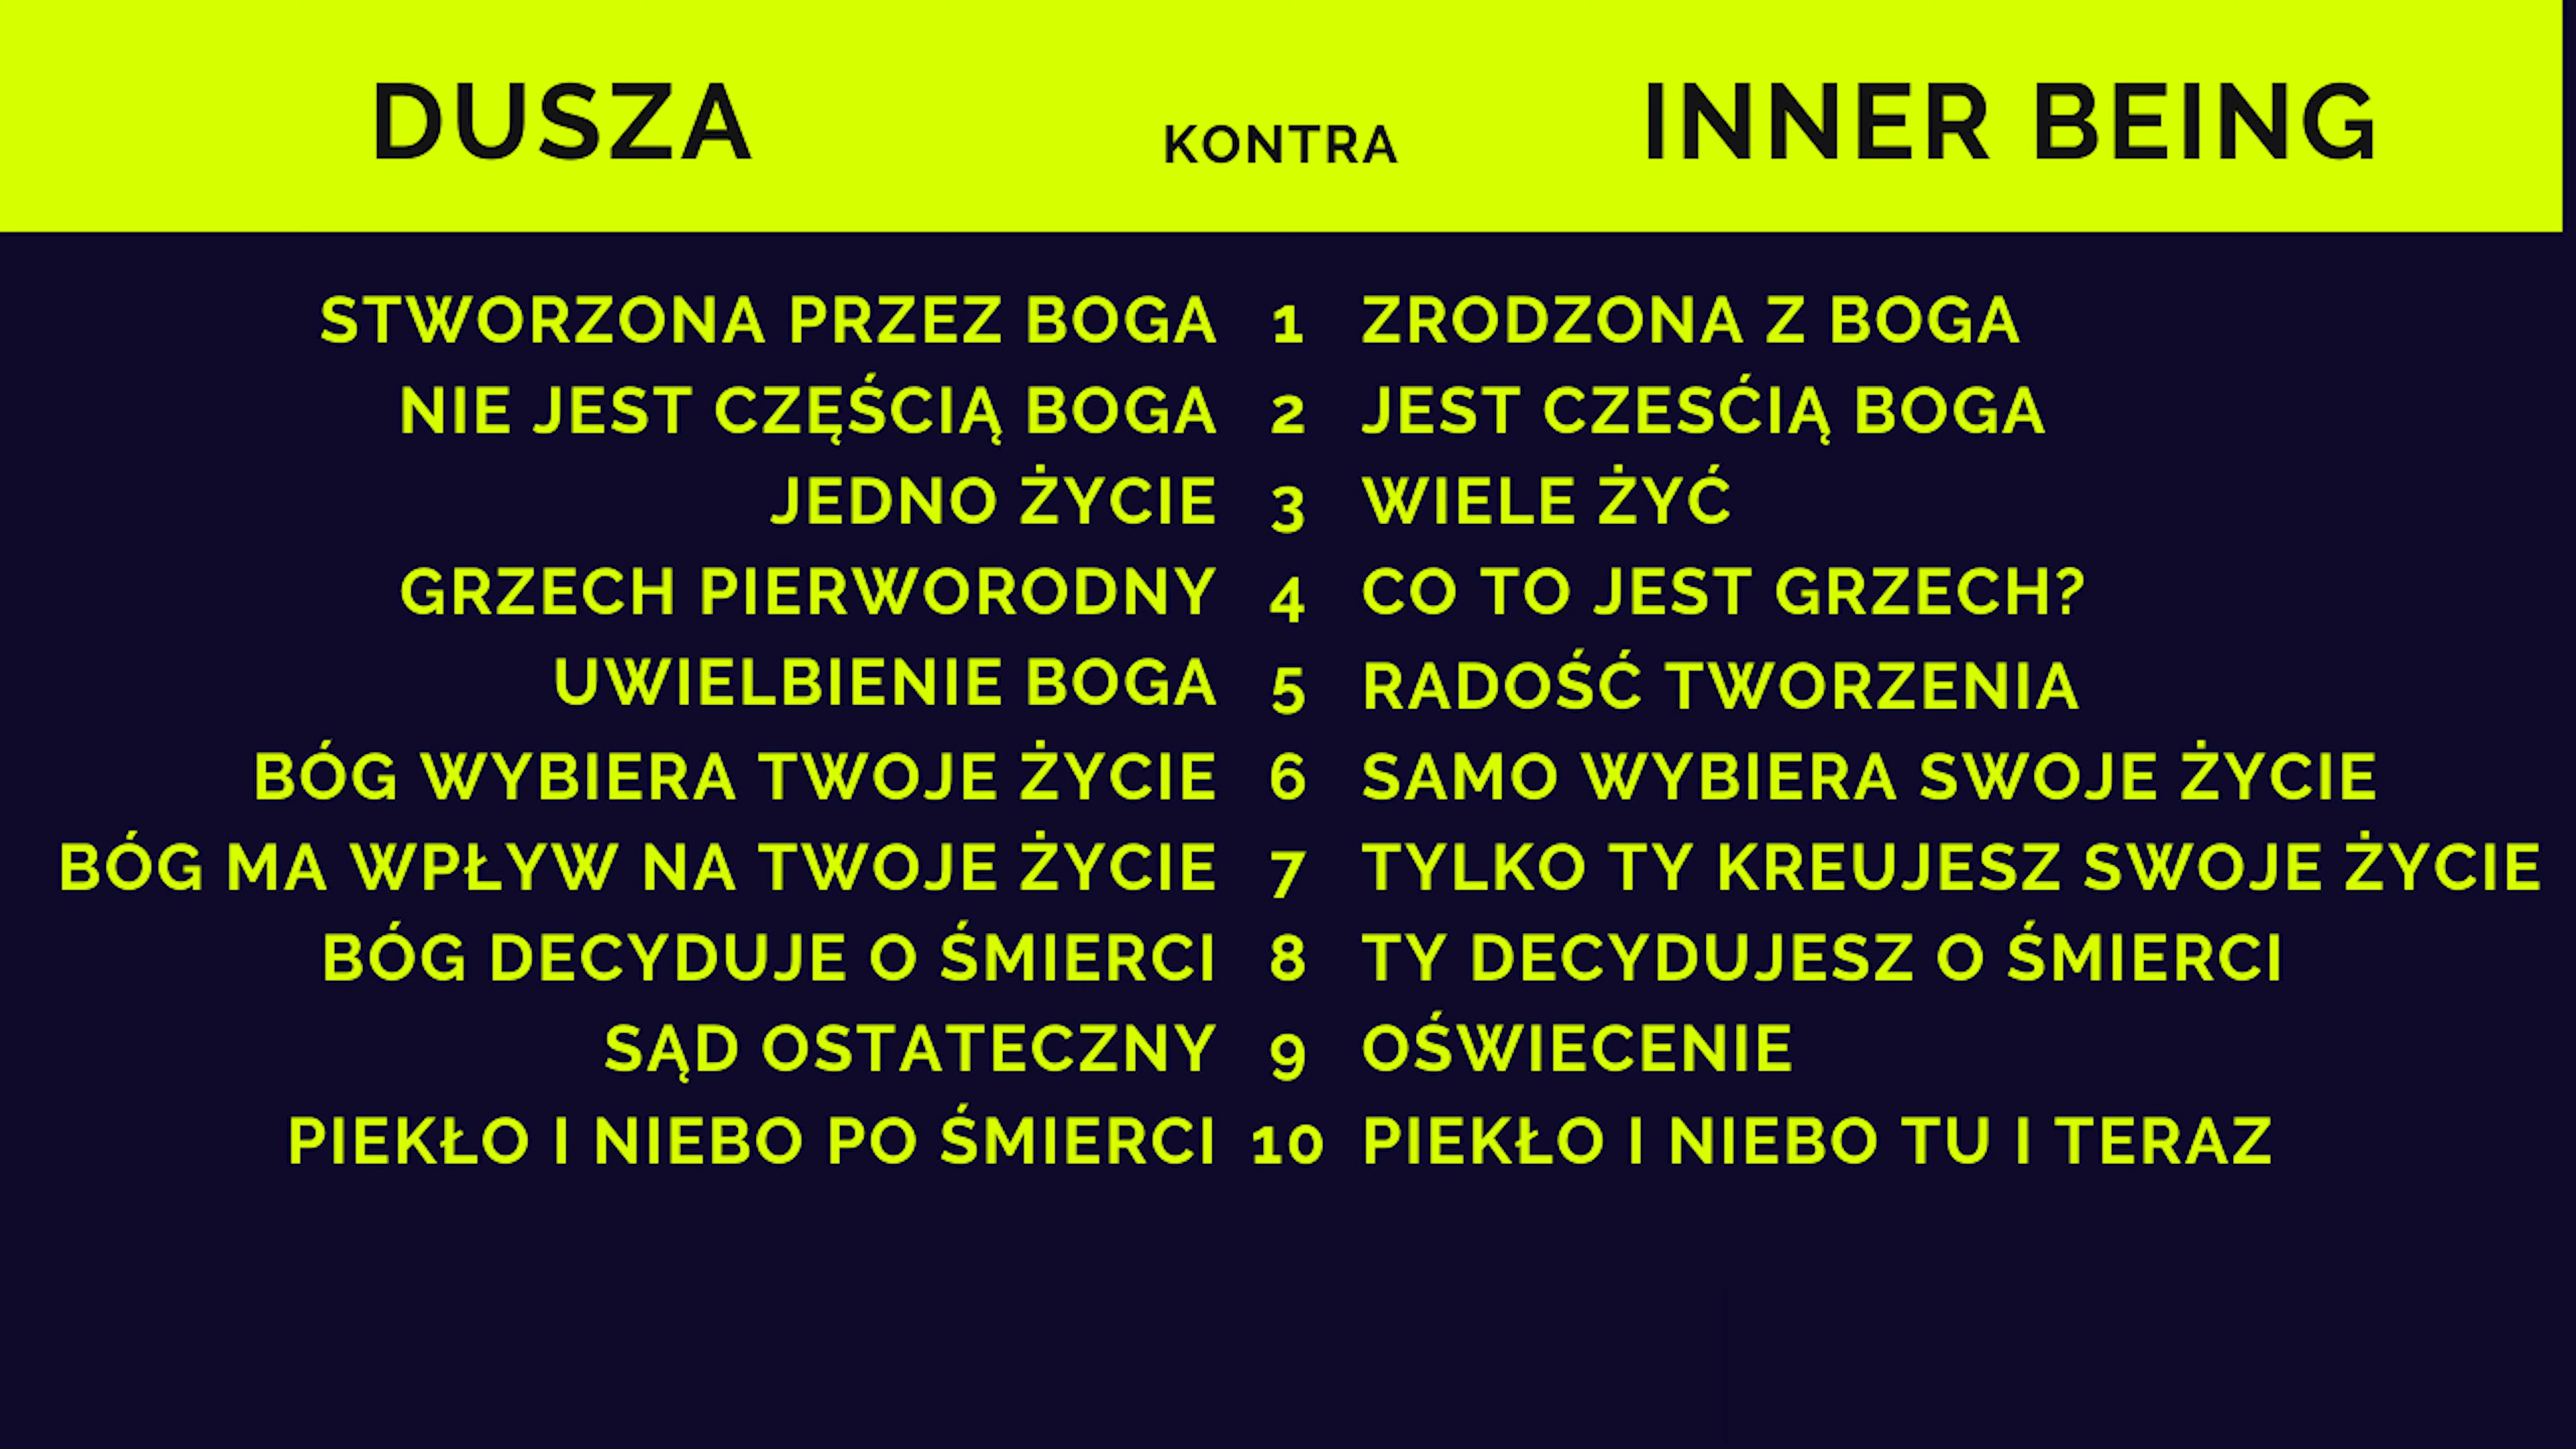 DUSZA KONTRA INNER BEING
STWORZONA PRZEZ BOGA 1 ZRODZONA Z BOGA
NIE JEST CZĘŚCIĄ BOGA 2 JEST CZESĆIĄ BOGA
JEDNO ŻYCIE 3 WIELE ŻYĆ
GRZECH PIERWORODNY 4 CO TO JEST GRZECH?
UWIELBIENIE BOGA 5 RADOŚĆ TWORZENIA
BÓG WYBIERA TWOJE ŻYCIE 6 SAMO WYBIERA SWOJE ŻYCIE
BÓG MA WPŁYW NA TWOJE ŻYCIE 7 TYLKO TY KREUJESZ SWOJE ŻYCIE
BÓG DECYDUJE O ŚMIERCI 8 TY DECYDUJESZ O ŚMIERCI
SĄD OSTATECZNY 9 OŚWIECENIE
PIEKŁO I NIEBO PO ŚMIERCI 10 PIEKŁO I NIEBO TU I TERAZ